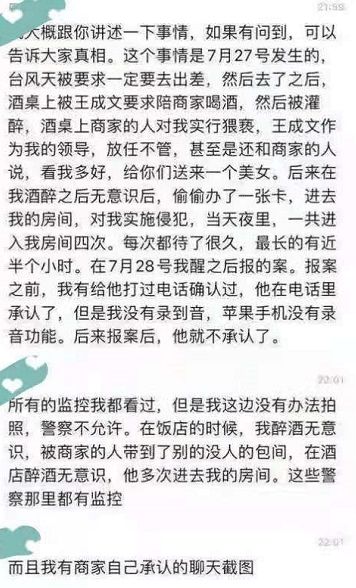 21:59
大概跟你讲述一下事情，如果有问到，可以
告诉大家真相。这个事情是7月27号发生的，
台风天被要求一定要去出差，然后去了之后，
酒桌上被王成文要求陪商家喝酒，然后被灌
醉，酒桌上商家的人对我实行猥亵，王成文作
为我的领导，放任不管，甚至是还和商家的人
说，看我多好，给你们送来一个美女。后来在
我酒醉之后无意识后，偷偷办了一张卡，进去
我的房间，对我实施侵犯，当天夜里，一共进
入我房间四次。每次都待了很久，最长的有近
半个小时。在7月28号我醒之后报的案。报案
之前，我有给他打过电话确认过，他在电话里
承认了，但是我没有录到音，苹果手机没有录
音功能。后来报案后，他就不承认了。
22:01
所有的监控我都看过，但是我这边没有办法拍
照，警察不允许。在饭店的时候，我醉酒无意
识，被商家的人带到了别的没人的包间，在酒
店醉酒无意识，他多次进去我的房间。这些警
察那里都有监控
22:01
而且我有商家自己承认的聊天截图